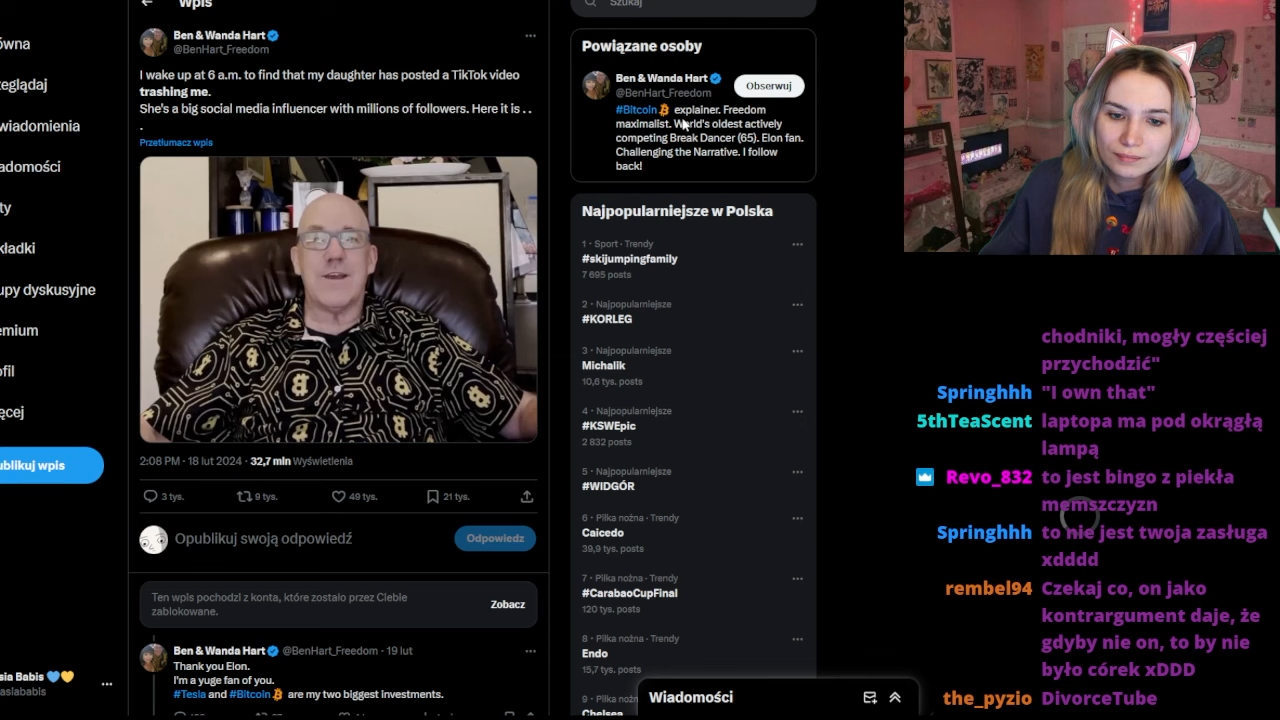 Wpis
Ben & Wanda Hart
@BenHart_Freedom
I wake up at 6 a.m. to find that my daughter has posted a TikTok video
trashing me.
She's a big social media influencer with millions of followers. Here it is . .
.
Przetłumacz wpis
2:08 PM · 18 lut 2024 · 32,7 mln Wyświetlenia
3 tys.
9 tys.
49 tys.
21 tys.
Opublikuj swoją odpowiedź
Odpowiedz
Ten wpis pochodzi z konta, które zostało przez Ciebie
zablokowane.
Zobacz
Ben & Wanda Hart @BenHart_Freedom · 19 lut
Thank you Elon.
I'm a yuge fan of you.
#Tesla and #Bitcoin are my two biggest investments.
ówna
zeglądaj
wiadomienia
adomości
ty
kładki
upy dyskusyjne
emium
ofil
ęcej
ublikuj wpis
sia Babis
asiababis
Szukaj
Powiązane osoby
Ben & Wanda Hart
@BenHart_Freedom
Obserwuj
#Bitcoin explainer. Freedom
maximalist. World's oldest actively
competing Break Dancer (65). Elon fan.
Challenging the Narrative. I follow
back!
Najpopularniejsze w Polska
1 · Sport · Trendy
#skijumpingfamily
7 695 posts
2 · Najpopularniejsze
#KORLEG
3 · Najpopularniejsze
Michalik
10,6 tys. posts
4 · Najpopularniejsze
#KSWEpic
2 832 posts
5 · Najpopularniejsze
#WIDGÓR
6 · Piłka nożna · Trendy
Caicedo
39,9 tys. posts
7 · Piłka nożna · Trendy
#CarabaoCupFinal
120 tys. posts
8 · Piłka nożna · Trendy
Endo
15,7 tys. posts
9 · Piłka nożn
Chelsea
Wiadomości
chodniki, mogły częściej
przychodzić"
Springhhh "I own that"
5thTeaScent laptopa ma pod okrągłą
lampą
Revo_832 to jest bingo z piekła
memszczyzn
Springhhh to nie jest twoja zasługa
xdddd
rembel94 Czekaj co, on jako
kontrargument daje, że
gdyby nie on, to by nie
było córek xDDD
the_pyzio DivorceTube